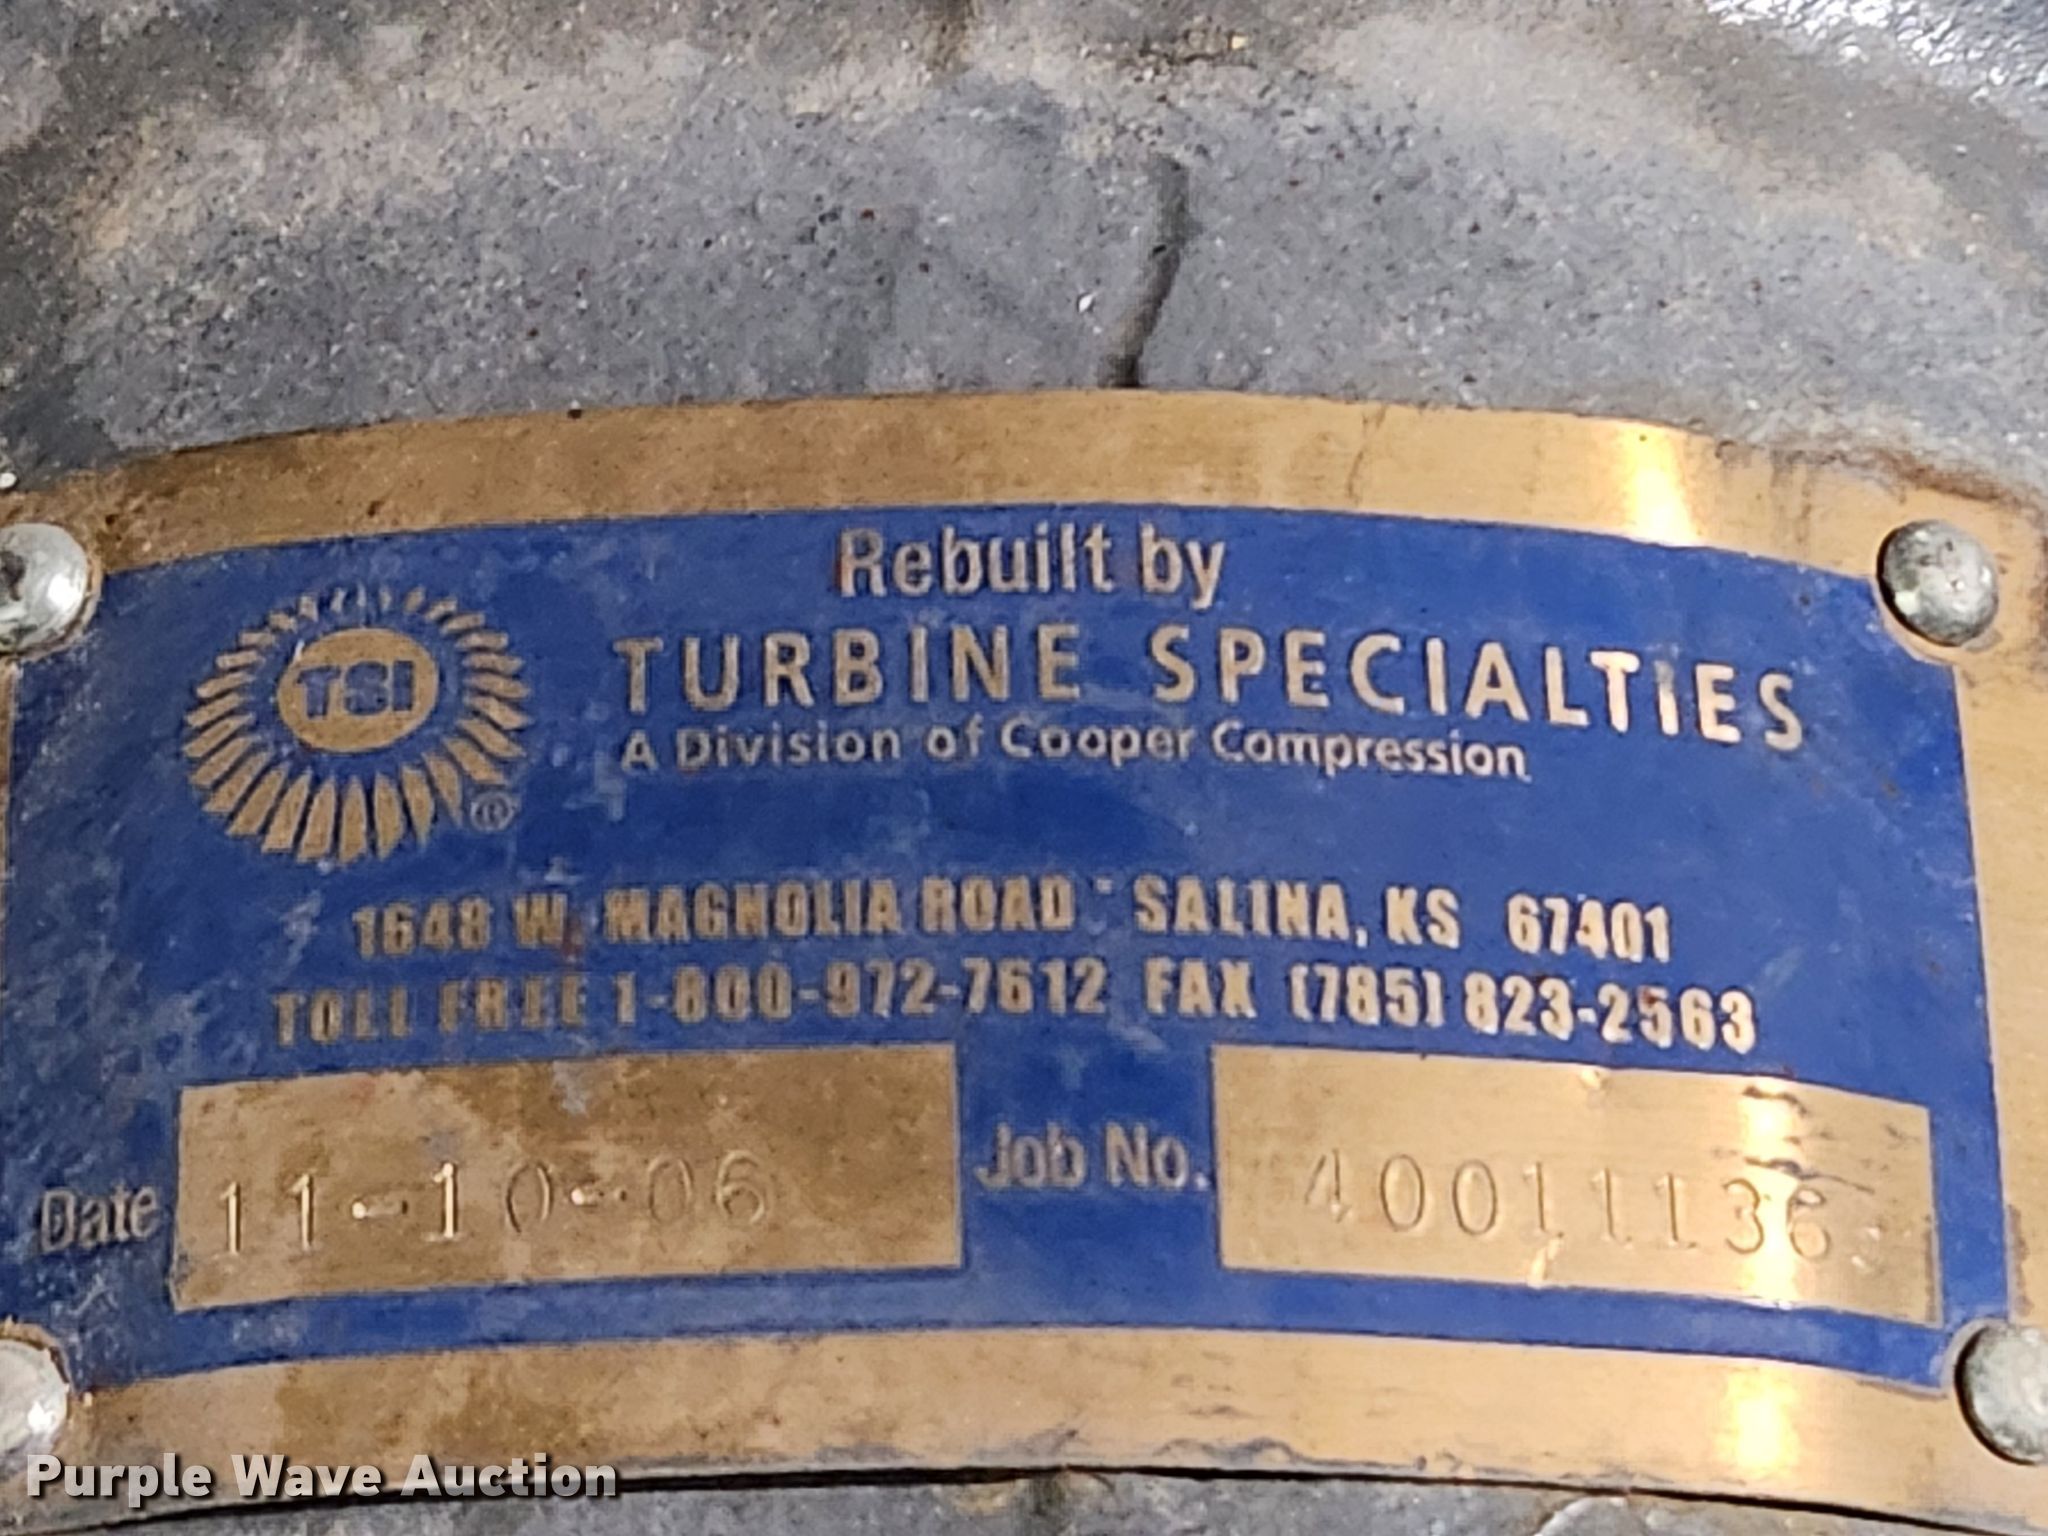 Rebuilt by
TSI
TURBINE SPECIALTIES
A Division of Cooper Compression
®
1648 W. MAGNOLIA ROAD - SALINA, KS 67401
TOLL FREE 1-800-972-7612 FAX (785) 823-2563
Date 11-10-06 Job No. 40011136
Purple Wave Auction